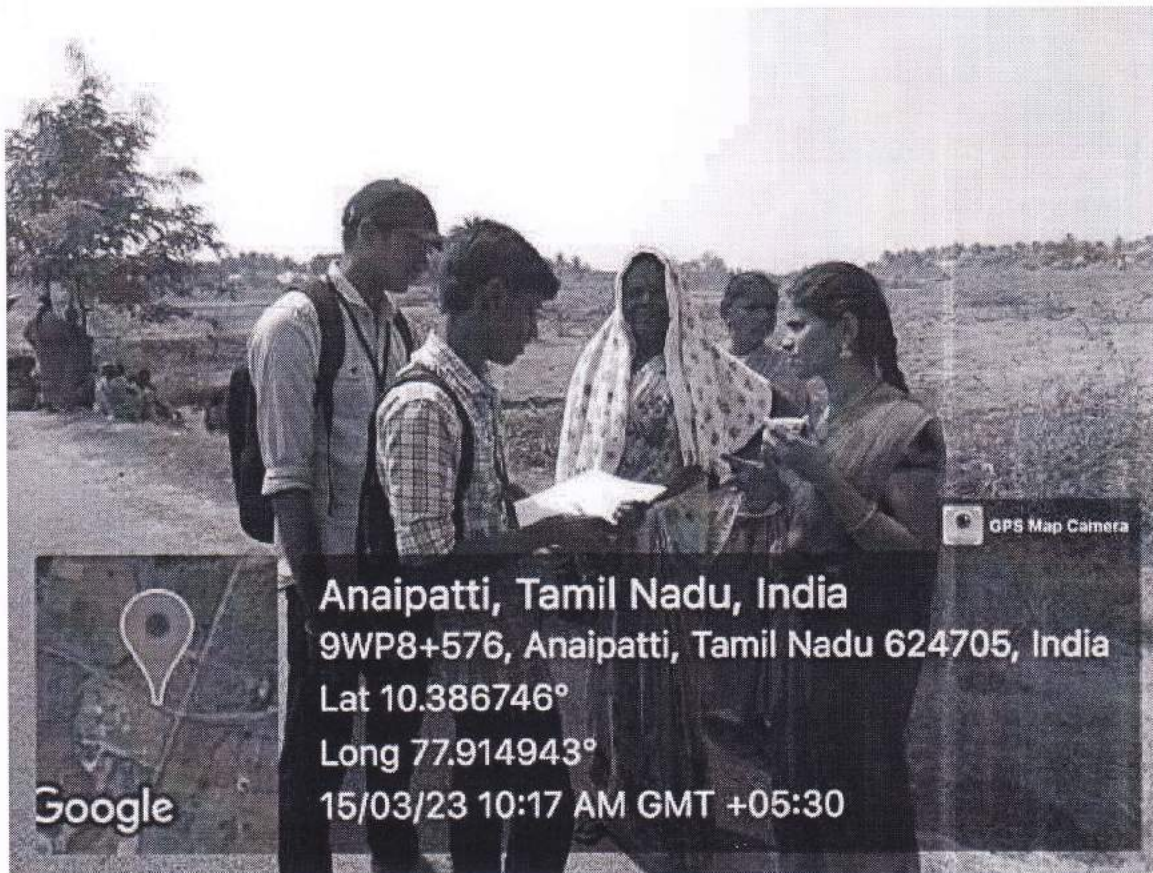 GPS Map Camera
Anaipatti, Tamil Nadu, India
9WP8+576, Anaipatti, Tamil Nadu 624705, India
Lat 10.386746°
Long 77.914943°
15/03/23 10:17 AM GMT +05:30
Google